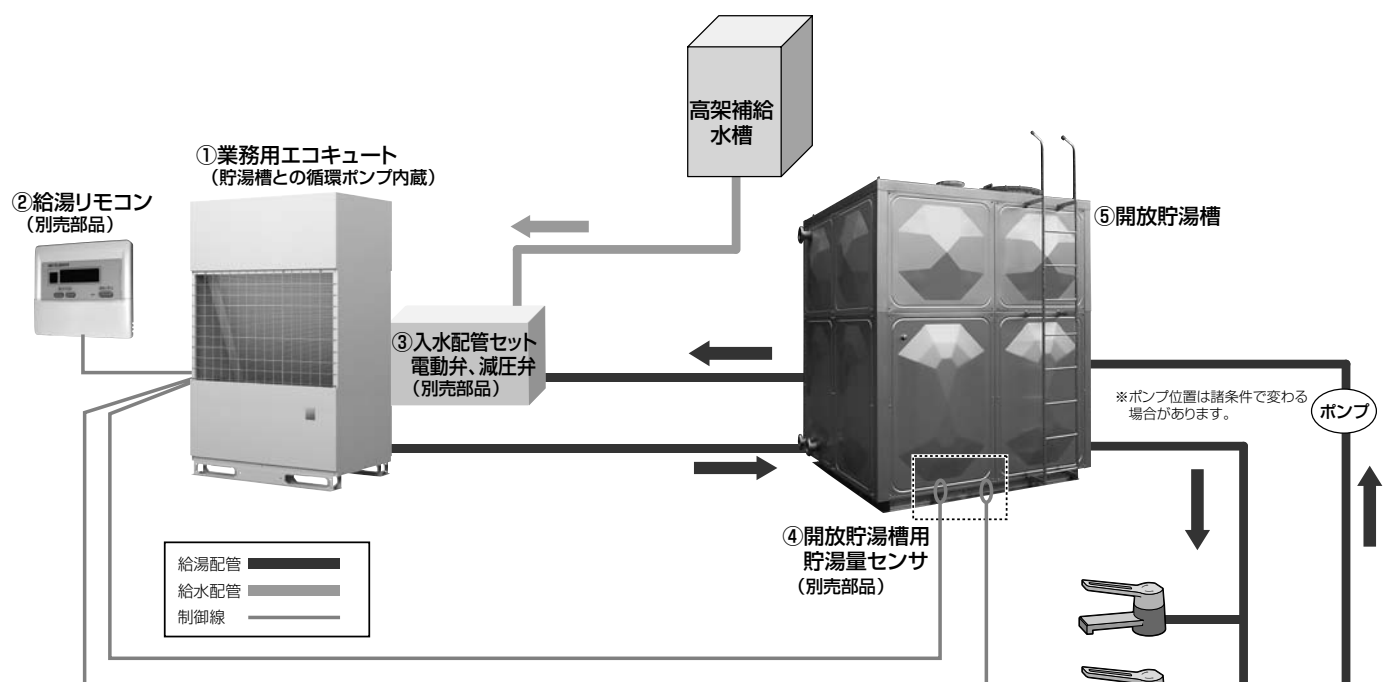 高架補給
水槽
①業務用エコキュート
（貯湯槽との循環ポンプ内蔵）
②給湯リモコン
（別売部品）
⑤開放貯湯槽
③入水配管セット
電動弁、減圧弁
（別売部品）
※ポンプ位置は諸条件で変わる
場合があります。
ポンプ
④開放貯湯槽用
貯湯量センサ
（別売部品）
給湯配管
給水配管
制御線